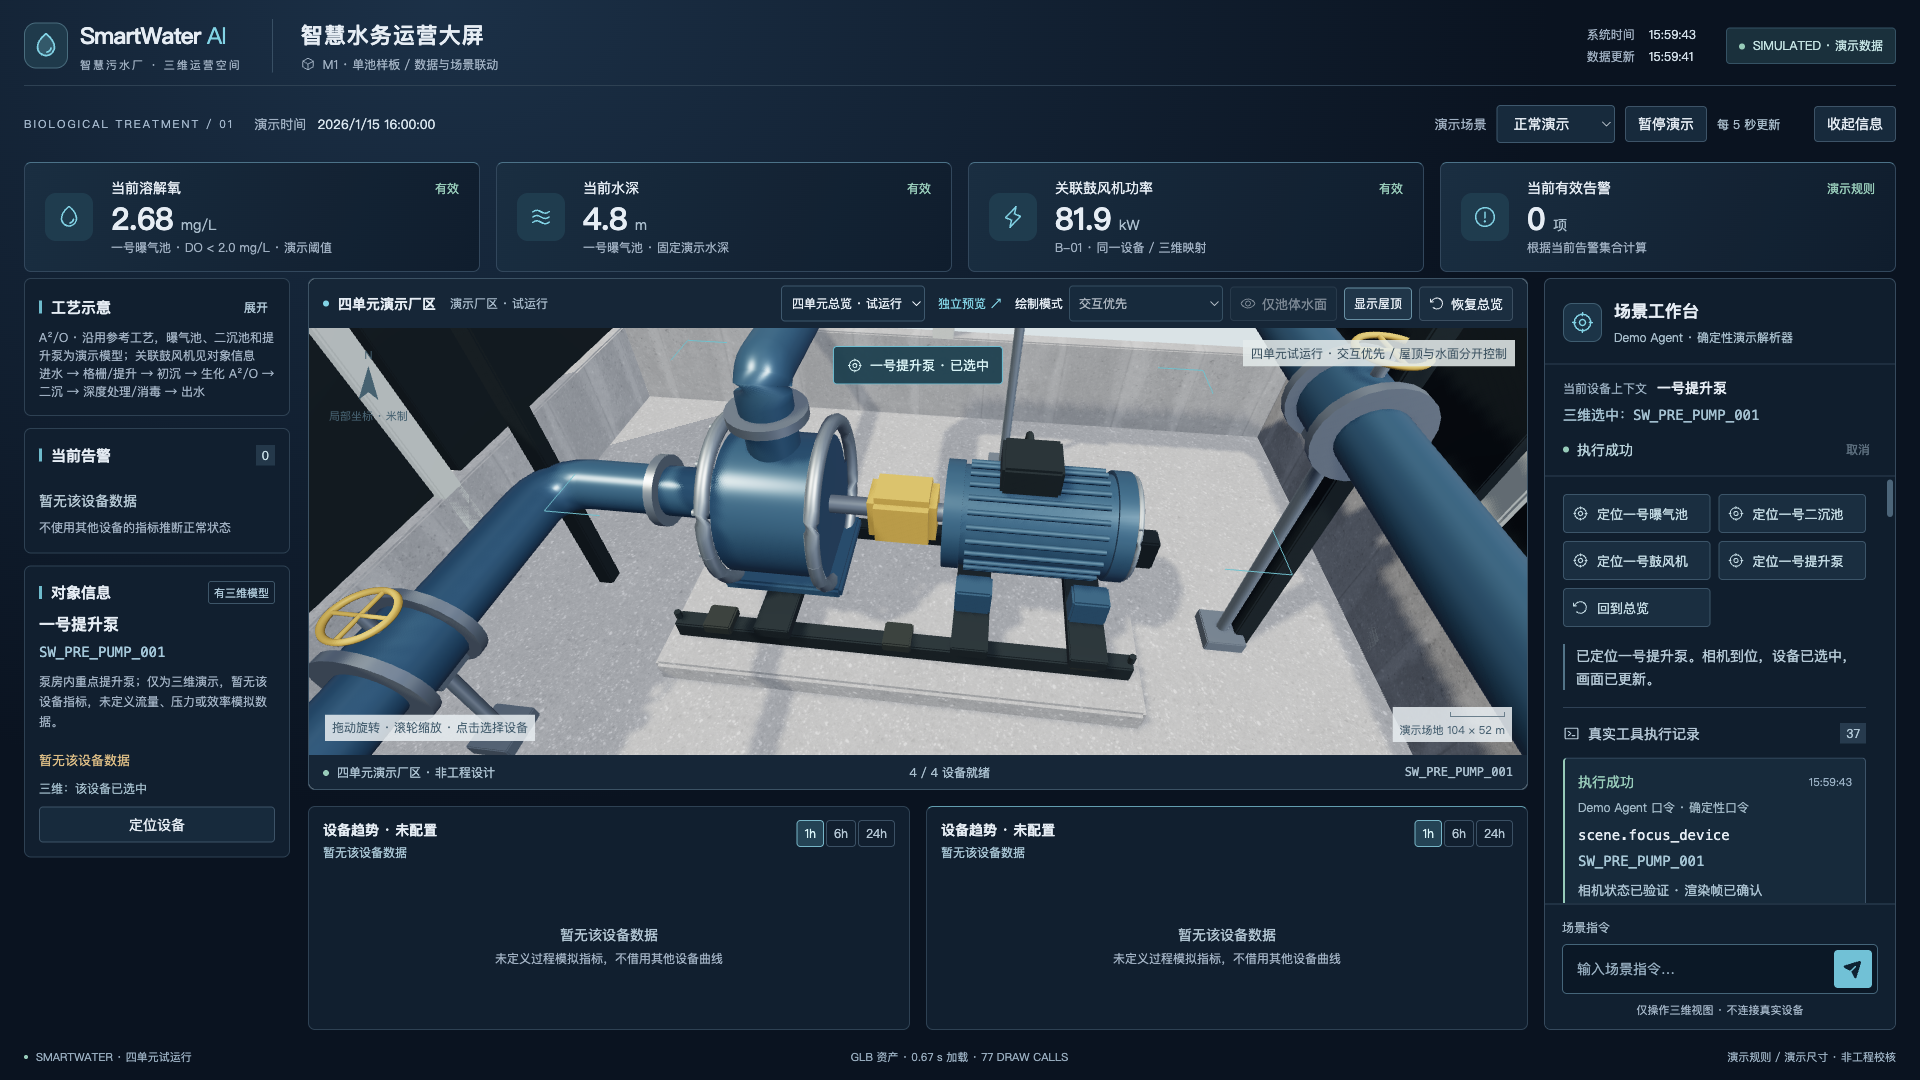 SmartWater AI
智慧污水厂 · 三维运营空间
智慧水务运营大屏
M1 · 单池样板 / 数据与场景联动
系统时间 15:59:43
数据更新 15:59:41
SIMULATED · 演示数据
BIOLOGICAL TREATMENT / 01
演示时间 2026/1/15 16:00:00
演示场景
正常演示
暂停演示
每 5 秒更新
收起信息
当前溶解氧
有效
2.68 mg/L
一号曝气池 · DO < 2.0 mg/L · 演示阈值
当前水深
有效
4.8 m
一号曝气池 · 固定演示水深
关联鼓风机功率
有效
81.9 kW
B-01 · 同一设备 / 三维映射
当前有效告警
演示规则
0 项
根据当前告警集合计算
工艺示意
展开
A²/O · 沿用参考工艺，曝气池、二沉池和提
升泵为演示模型；关联鼓风机见对象信息
进水 → 格栅/提升 → 初沉 → 生化 A²/O →
二沉 → 深度处理/消毒 → 出水
当前告警
0
暂无该设备数据
不使用其他设备的指标推断正常状态
对象信息
有三维模型
一号提升泵
SW_PRE_PUMP_001
泵房内重点提升泵；仅为三维演示，暂无该
设备指标，未定义流量、压力或效率模拟数
据。
暂无该设备数据
三维：该设备已选中
定位设备
四单元演示厂区
演示厂区 · 试运行
四单元总览 · 试运行
独立预览 ↗
绘制模式
交互优先
仅池体水面
显示屋顶
恢复总览
N
局部坐标 · 米制
一号提升泵 · 已选中
四单元试运行 · 交互优先 / 屋顶与水面分开控制
拖动旋转 · 滚轮缩放 · 点击选择设备
演示场地 104 × 52 m
四单元演示厂区 · 非工程设计
4 / 4 设备就绪
SW_PRE_PUMP_001
设备趋势 · 未配置
1h
6h
24h
暂无该设备数据
暂无该设备数据
未定义过程模拟指标，不借用其他设备曲线
设备趋势 · 未配置
1h
6h
24h
暂无该设备数据
暂无该设备数据
未定义过程模拟指标，不借用其他设备曲线
场景工作台
Demo Agent · 确定性演示解析器
当前设备上下文 一号提升泵
三维选中：SW_PRE_PUMP_001
执行成功
取消
定位一号曝气池
定位一号二沉池
定位一号鼓风机
定位一号提升泵
回到总览
已定位一号提升泵。相机到位，设备已选中，
画面已更新。
真实工具执行记录
37
执行成功
15:59:43
Demo Agent 口令 · 确定性口令
scene.focus_device
SW_PRE_PUMP_001
相机状态已验证 · 渲染帧已确认
场景指令
输入场景指令...
仅操作三维视图 · 不连接真实设备
SMARTWATER · 四单元试运行
GLB 资产 · 0.67 s 加载 · 77 DRAW CALLS
演示规则 / 演示尺寸 · 非工程校核